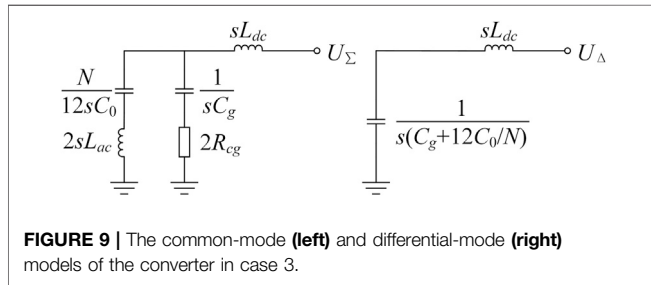 sL_dc
U_Σ
N
12sC_0
1
sC_g
2sL_ac
2R_cg
sL_dc
U_Δ
1
s(C_g+12C_0/N)
FIGURE 9 | The common-mode (left) and differential-mode (right)
models of the converter in case 3.